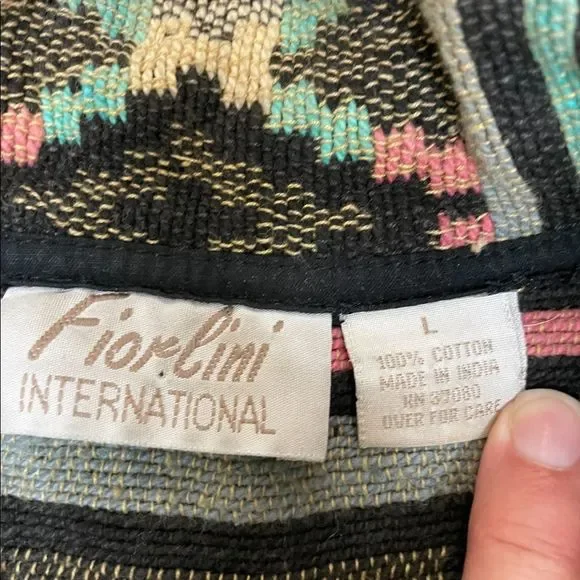 Fiorlini
INTERNATIONAL
L
100% COTTON
MADE IN INDIA
RN 37080
OVER FOR CARE